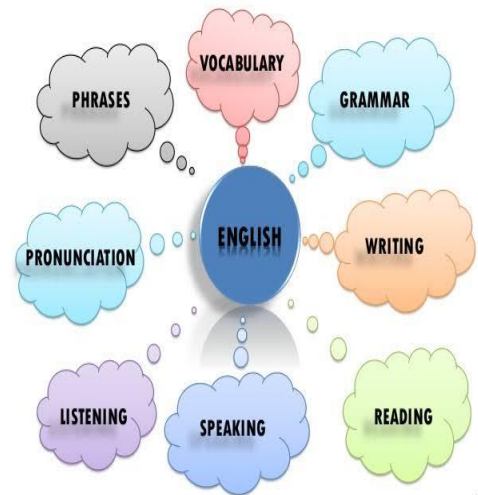 VOCABULARY
PHRASES
GRAMMAR
ENGLISH
PRONUNCIATION
WRITING
LISTENING
SPEAKING
READING